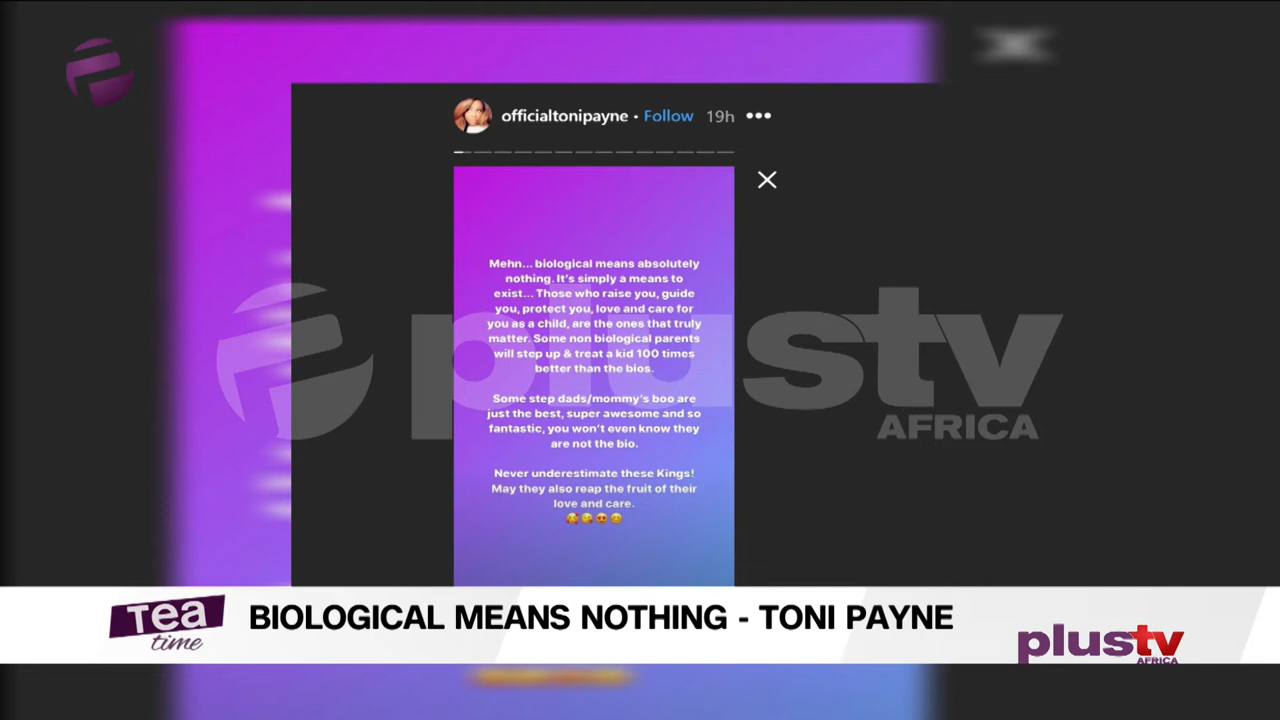 officialtonipayne • Follow 19h •••
Mehn... biological means absolutely
nothing. It's simply a means to
exist... Those who raise you, guide
you, protect you, love and care for
you as a child, are the ones that truly
matter. Some non biological parents
will step up & treat a kid 100 times
better than the bios.
Some step dads/mommy's boo are
just the best, super awesome and so
fantastic, you won't even know they
are not the bio.
Never underestimate these Kings!
May they also reap the fruit of their
love and care.
🥰😘😍😊
plustv
AFRICA
Tea
time
BIOLOGICAL MEANS NOTHING - TONI PAYNE
plustv
AFRICA